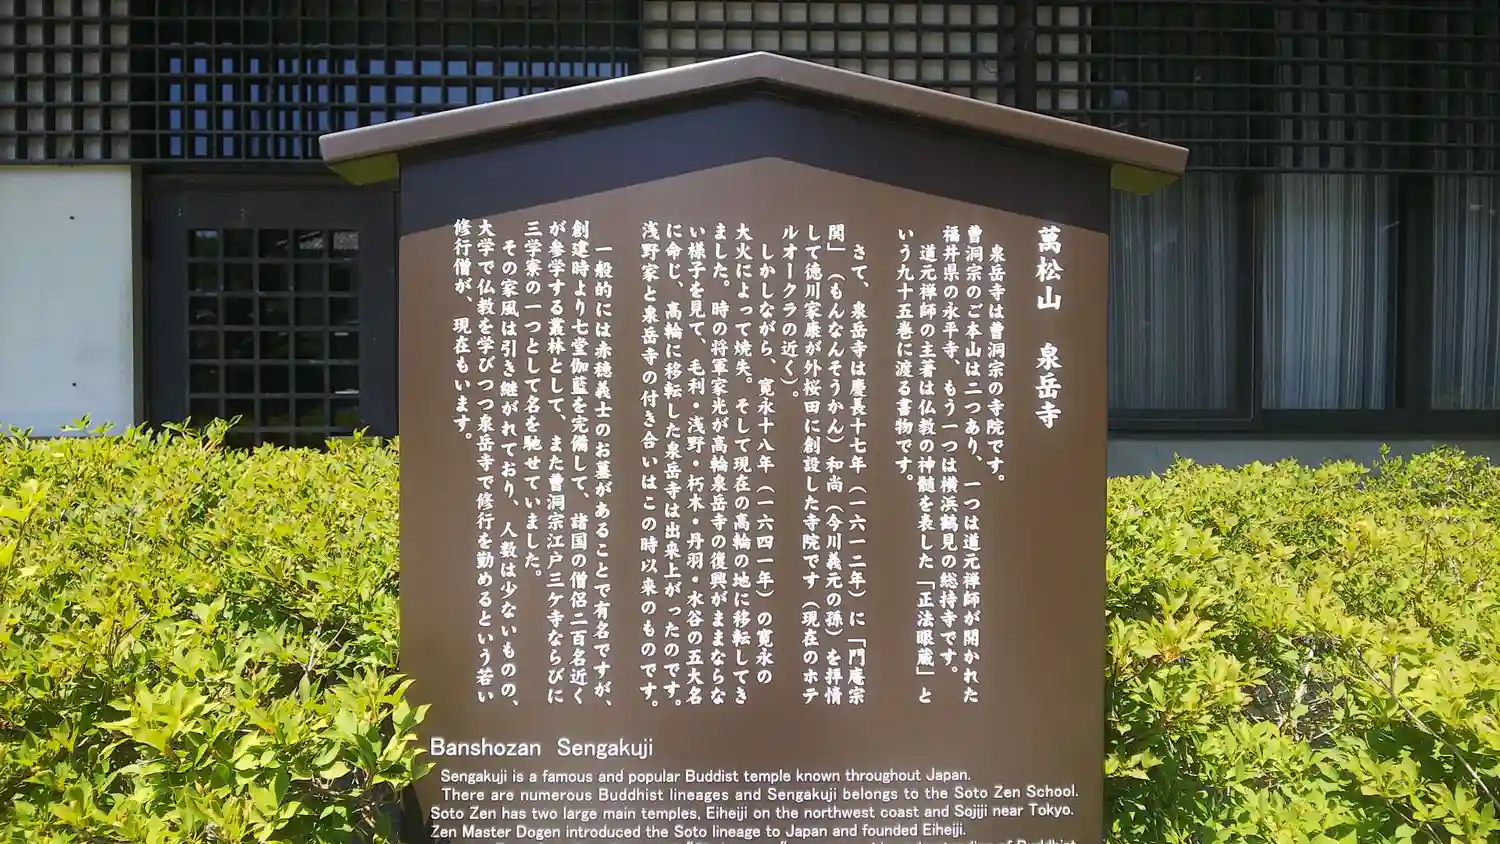 萬松山　泉岳寺
泉岳寺は曹洞宗の寺院です。
曹洞宗のご本山は二つあり、一つは道元禅師が開かれた
福井県の永平寺、もう一つは横浜鶴見の総持寺です。
道元禅師の主著は仏教の神髄を表した「正法眼蔵」と
いう九十五巻に渡る書物です。
さて、泉岳寺は慶長十七年（一六一二年）に「門庵宗
関」（もんなんそうかん）和尚（今川義元の孫）を拝情
して徳川家康が外桜田に創設した寺院です（現在のホテ
ルオークラの近く）。
しかしながら、寛永十八年（一六四一年）の寛永の
大火によって焼失。そして現在の高輪の地に移転してき
ました。時の将軍家光が高輪泉岳寺の復興がままならな
い様子を見て、毛利・浅野・朽木・丹羽・水谷の五大名
に命じ、高輪に移転した泉岳寺は出来上がったのです。
浅野家と泉岳寺の付き合いはこの時以来のものです。
一般的には赤穂義士のお墓があることで有名ですが、
創建時より七堂伽藍を完備して、諸国の僧侶二百名近く
が参学する叢林として、また曹洞宗江戸三ケ寺ならびに
三学寮の一つとして名を馳せていました。
その家風は引き継がれており、人数は少ないものの、
大学で仏教を学びつつ泉岳寺で修行を勤めるという若い
修行僧が、現在もいます。
Banshozan Sengakuji
Sengakuji is a famous and popular Buddist temple known throughout Japan.
There are numerous Buddhist lineages and Sengakuji belongs to the Soto Zen School.
Soto Zen has two large main temples, Eiheiji on the northwest coast and Sojiji near Tokyo.
Zen Master Dogen introduced the Soto lineage to Japan and founded Eiheiji.